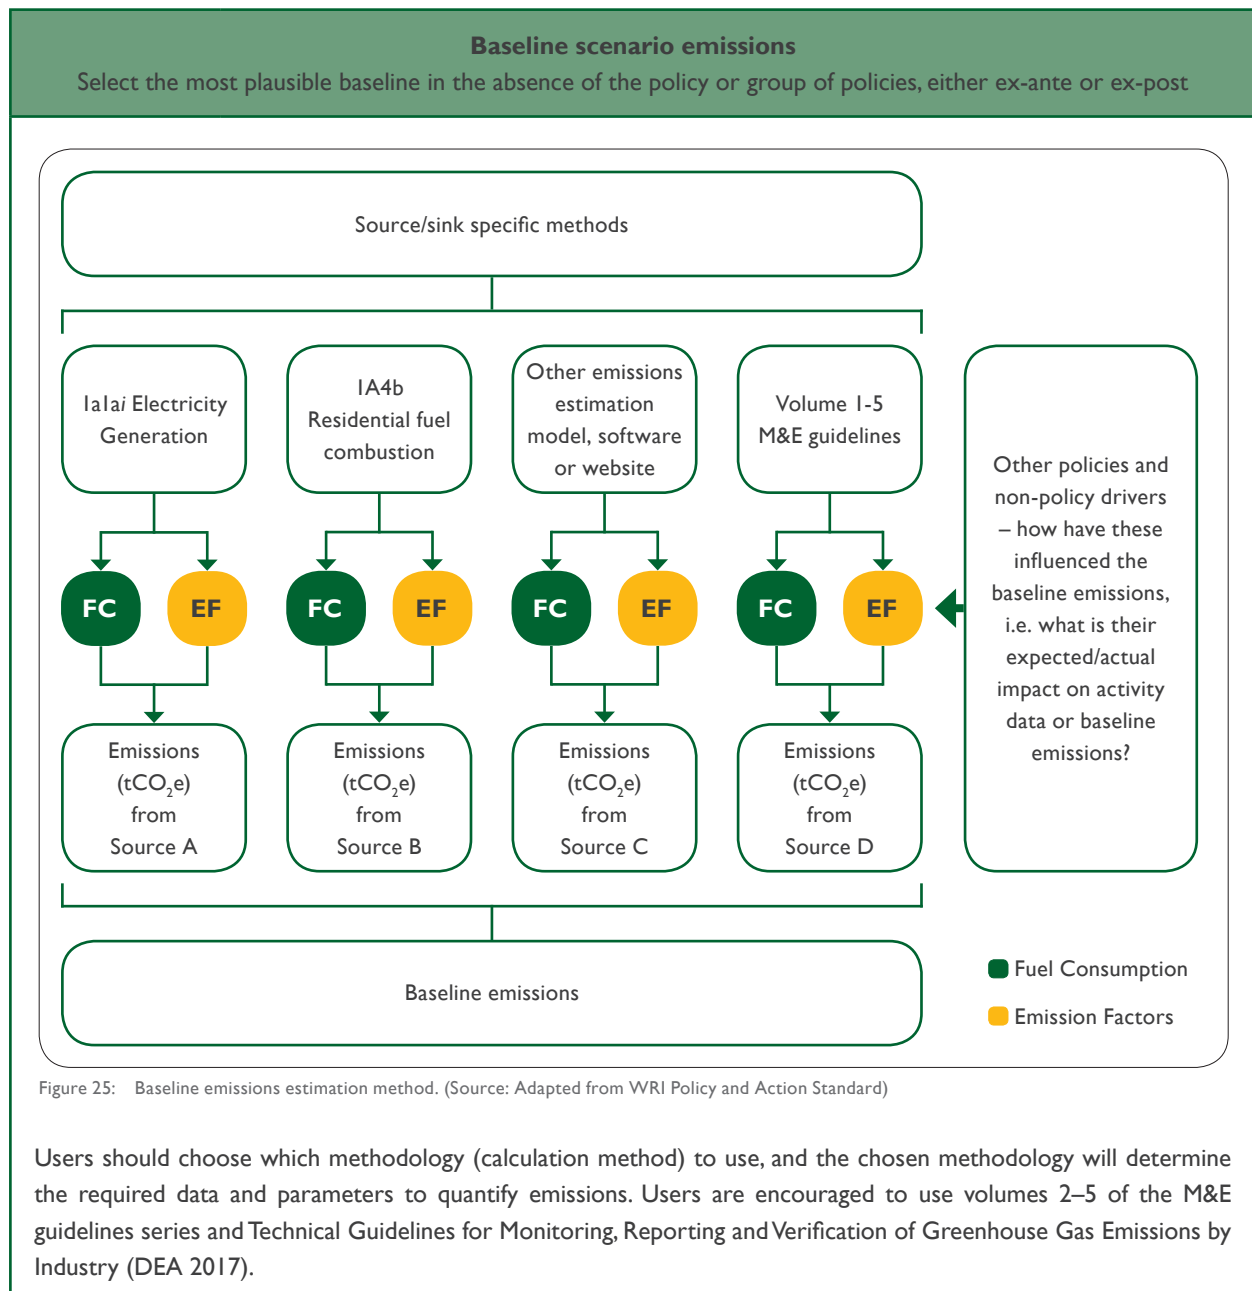 Baseline scenario emissions
Select the most plausible baseline in the absence of the policy or group of policies, either ex-ante or ex-post
Source/sink specific methods
1a1ai Electricity
Generation
1A4b
Residential fuel
combustion
Other emissions
estimation
model, software
or website
Volume 1-5
M&E guidelines
Other policies and
non-policy drivers
– how have these
influenced the
baseline emissions,
i.e. what is their
expected/actual
impact on activity
data or baseline
emissions?
FC
EF
FC
EF
FC
EF
FC
EF
Emissions
(tCO₂e)
from
Source A
Emissions
(tCO₂e)
from
Source B
Emissions
(tCO₂e)
from
Source C
Emissions
(tCO₂e)
from
Source D
Baseline emissions
Fuel Consumption
Emission Factors
Figure 25: Baseline emissions estimation method. (Source: Adapted from WRI Policy and Action Standard)
Users should choose which methodology (calculation method) to use, and the chosen methodology will determine
the required data and parameters to quantify emissions. Users are encouraged to use volumes 2–5 of the M&E
guidelines series and Technical Guidelines for Monitoring, Reporting and Verification of Greenhouse Gas Emissions by
Industry (DEA 2017).